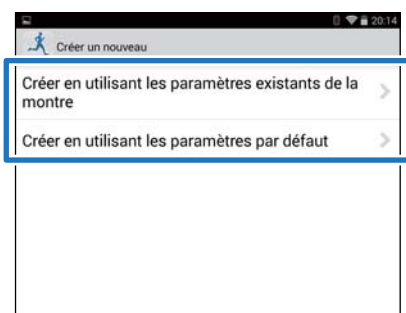 20:14
Créer un nouveau
Créer en utilisant les paramètres existants de la
montre
Créer en utilisant les paramètres par défaut